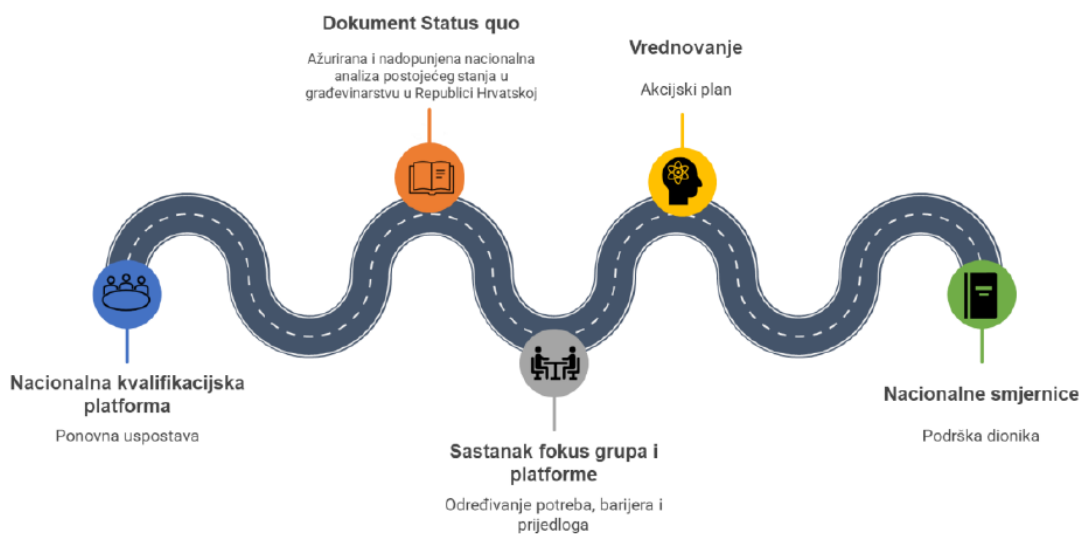 Dokument Status quo
Ažurirana i nadopunjena nacionalna
analiza postojećeg stanja u
građevinarstvu u Republici Hrvatskoj
Vrednovanje
Akcijski plan
Nacionalna kvalifikacijska
platforma
Ponovna uspostava
Sastanak fokus grupa i
platforme
Određivanje potreba, barijera i
prijedloga
Nacionalne smjernice
Podrška dionika